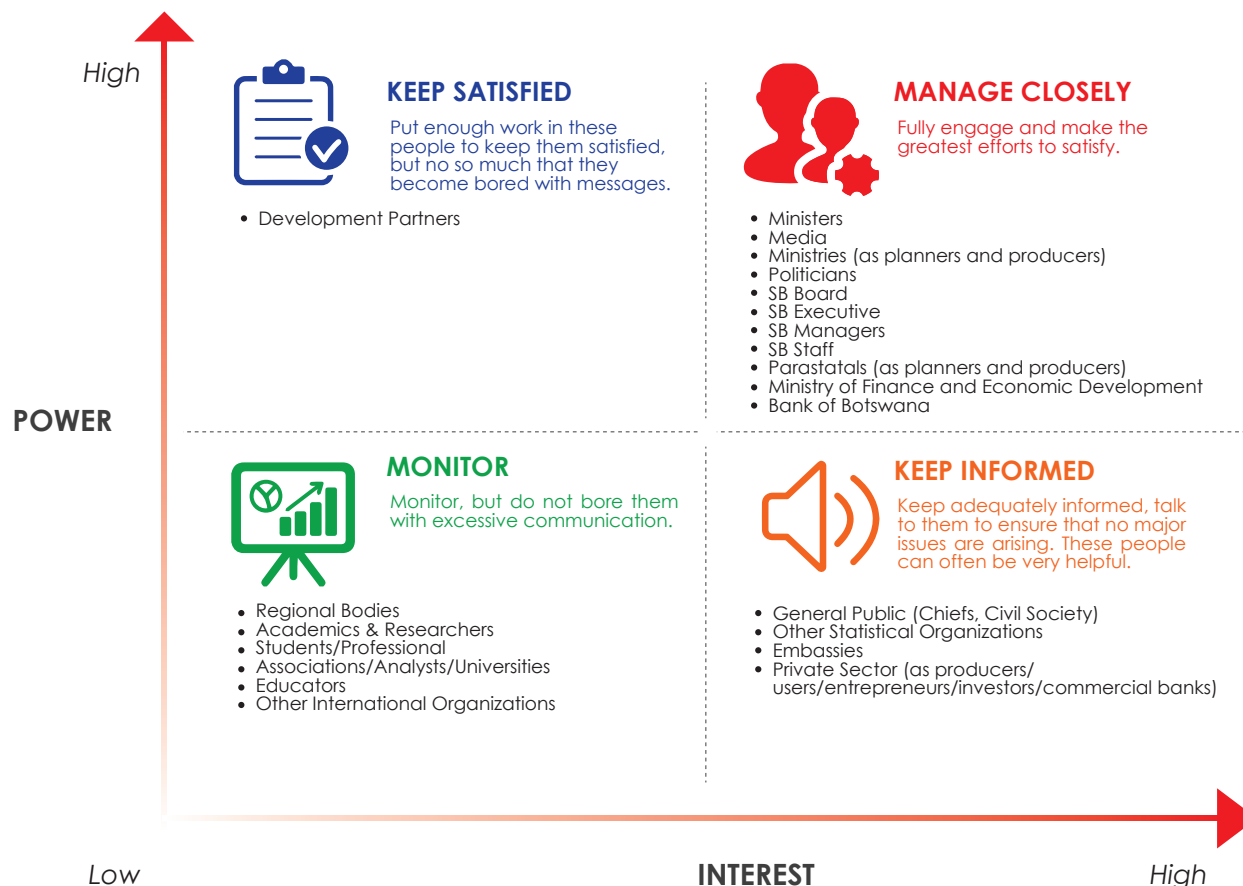 High
KEEP SATISFIED
Put enough work in these
people to keep them satisfied,
but no so much that they
become bored with messages.
• Development Partners
MANAGE CLOSELY
Fully engage and make the
greatest efforts to satisfy.
• Ministers
• Media
• Ministries (as planners and producers)
• Politicians
• SB Board
• SB Executive
• SB Managers
• SB Staff
• Parastatals (as planners and producers)
• Ministry of Finance and Economic Development
• Bank of Botswana
POWER
MONITOR
Monitor, but do not bore them
with excessive communication.
• Regional Bodies
• Academics & Researchers
• Students/Professional
• Associations/Analysts/Universities
• Educators
• Other International Organizations
KEEP INFORMED
Keep adequately informed, talk
to them to ensure that no major
issues are arising. These people
can often be very helpful.
• General Public (Chiefs, Civil Society)
• Other Statistical Organizations
• Embassies
• Private Sector (as producers/
users/entrepreneurs/investors/commercial banks)
Low
INTEREST
High